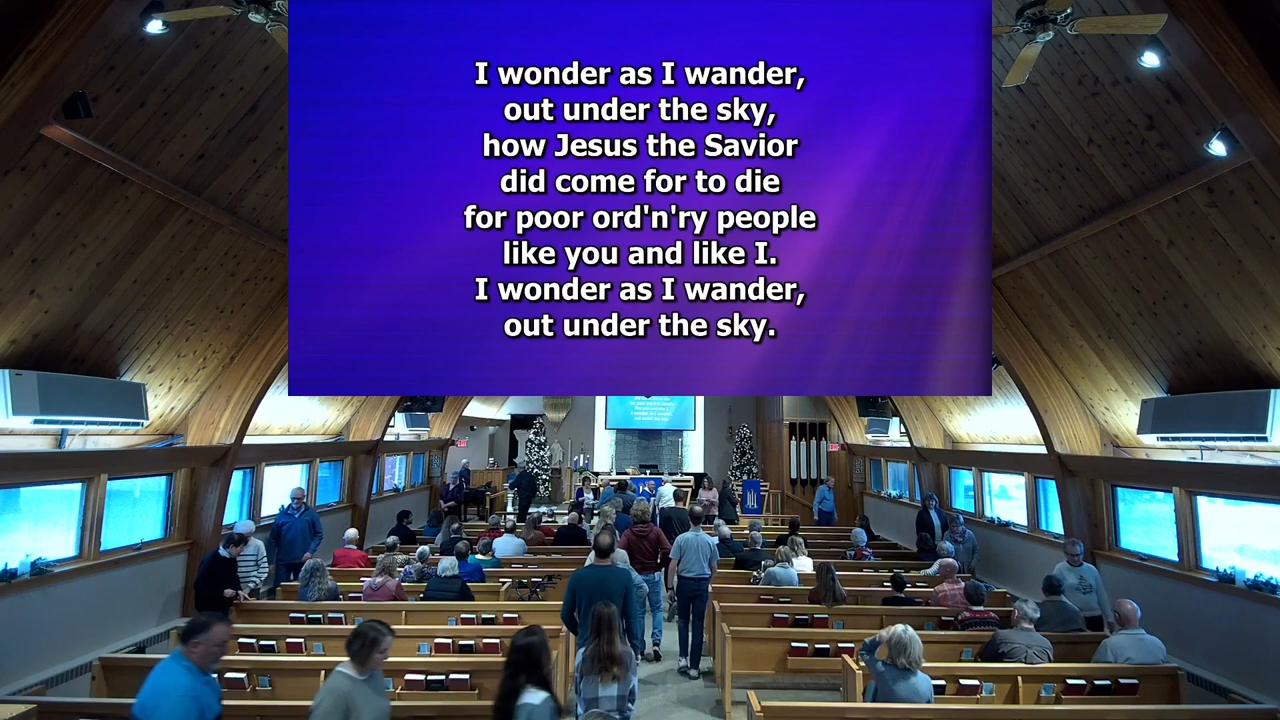 I wonder as I wander,
out under the sky,
how Jesus the Savior
did come for to die
for poor ord'n'ry people
like you and like I.
I wonder as I wander,
out under the sky.